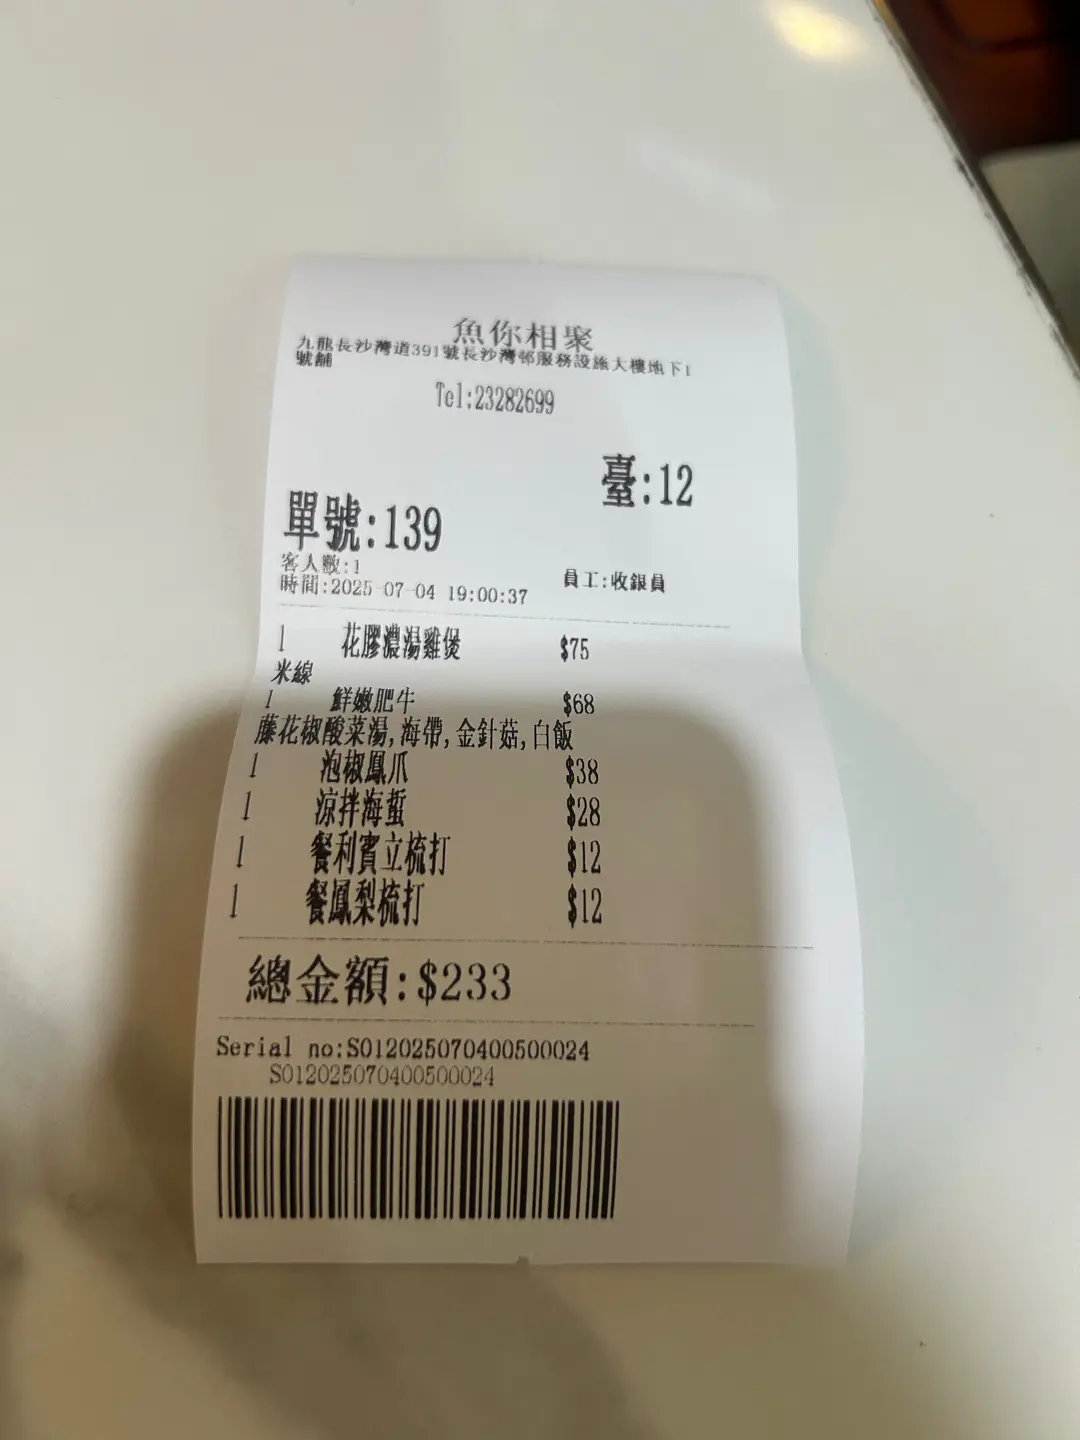 魚你相聚
九龍長沙灣道391號長沙灣邨服務設施大樓地下1
號舖
Tel:23282699
臺:12
單號:139
客人數:1
時間:2025-07-04 19:00:37 員工:收銀員
1 花膠濃湯雞煲 $75
米線
1 鮮嫩肥牛 $68
藤花椒酸菜湯,海帶,金針菇,白飯
1 泡椒鳳爪 $38
1 涼拌海蜇 $28
1 餐利賓立梳打 $12
1 餐鳳梨梳打 $12
總金額:$233
Serial no:S012025070400500024
S012025070400500024